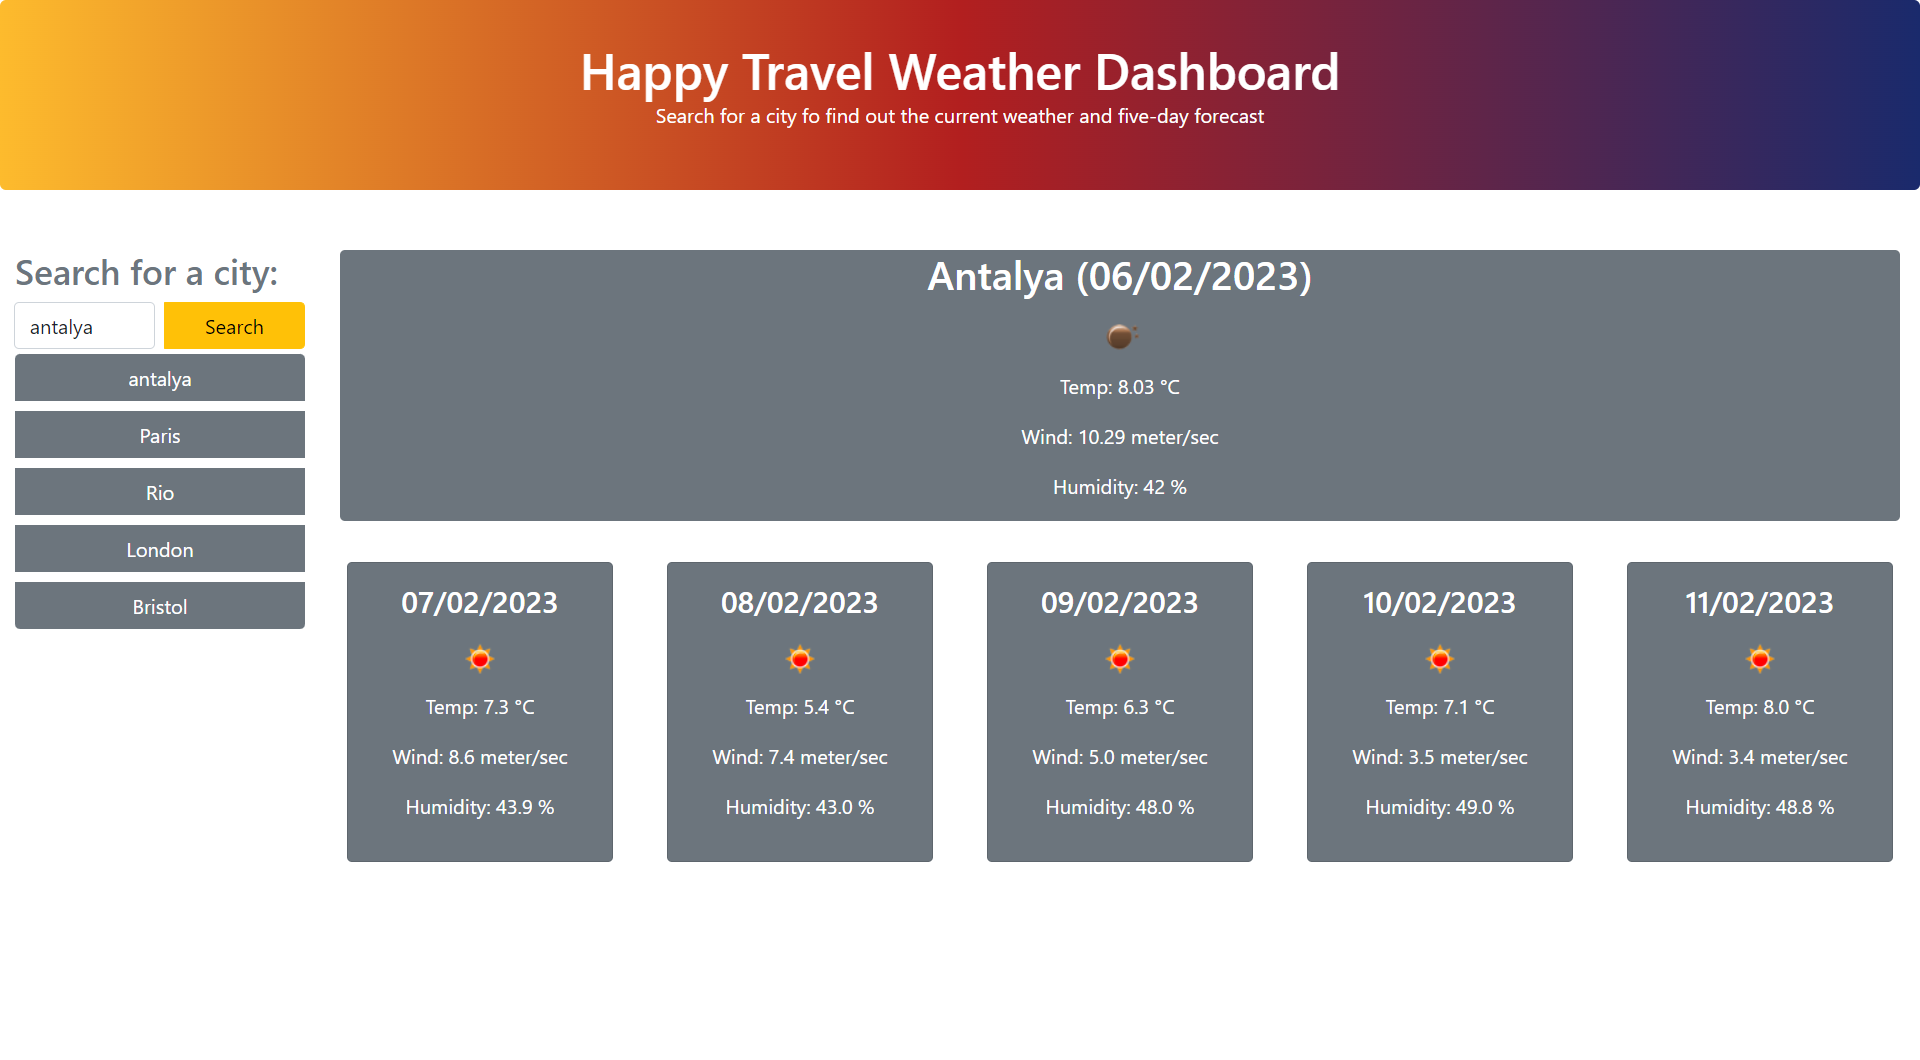 Happy Travel Weather Dashboard
Search for a city fo find out the current weather and five-day forecast
Search for a city:
antalya
Search
antalya
Paris
Rio
London
Bristol
Antalya (06/02/2023)
Temp: 8.03 °C
Wind: 10.29 meter/sec
Humidity: 42 %
07/02/2023
Temp: 7.3 °C
Wind: 8.6 meter/sec
Humidity: 43.9 %
08/02/2023
Temp: 5.4 °C
Wind: 7.4 meter/sec
Humidity: 43.0 %
09/02/2023
Temp: 6.3 °C
Wind: 5.0 meter/sec
Humidity: 48.0 %
10/02/2023
Temp: 7.1 °C
Wind: 3.5 meter/sec
Humidity: 49.0 %
11/02/2023
Temp: 8.0 °C
Wind: 3.4 meter/sec
Humidity: 48.8 %